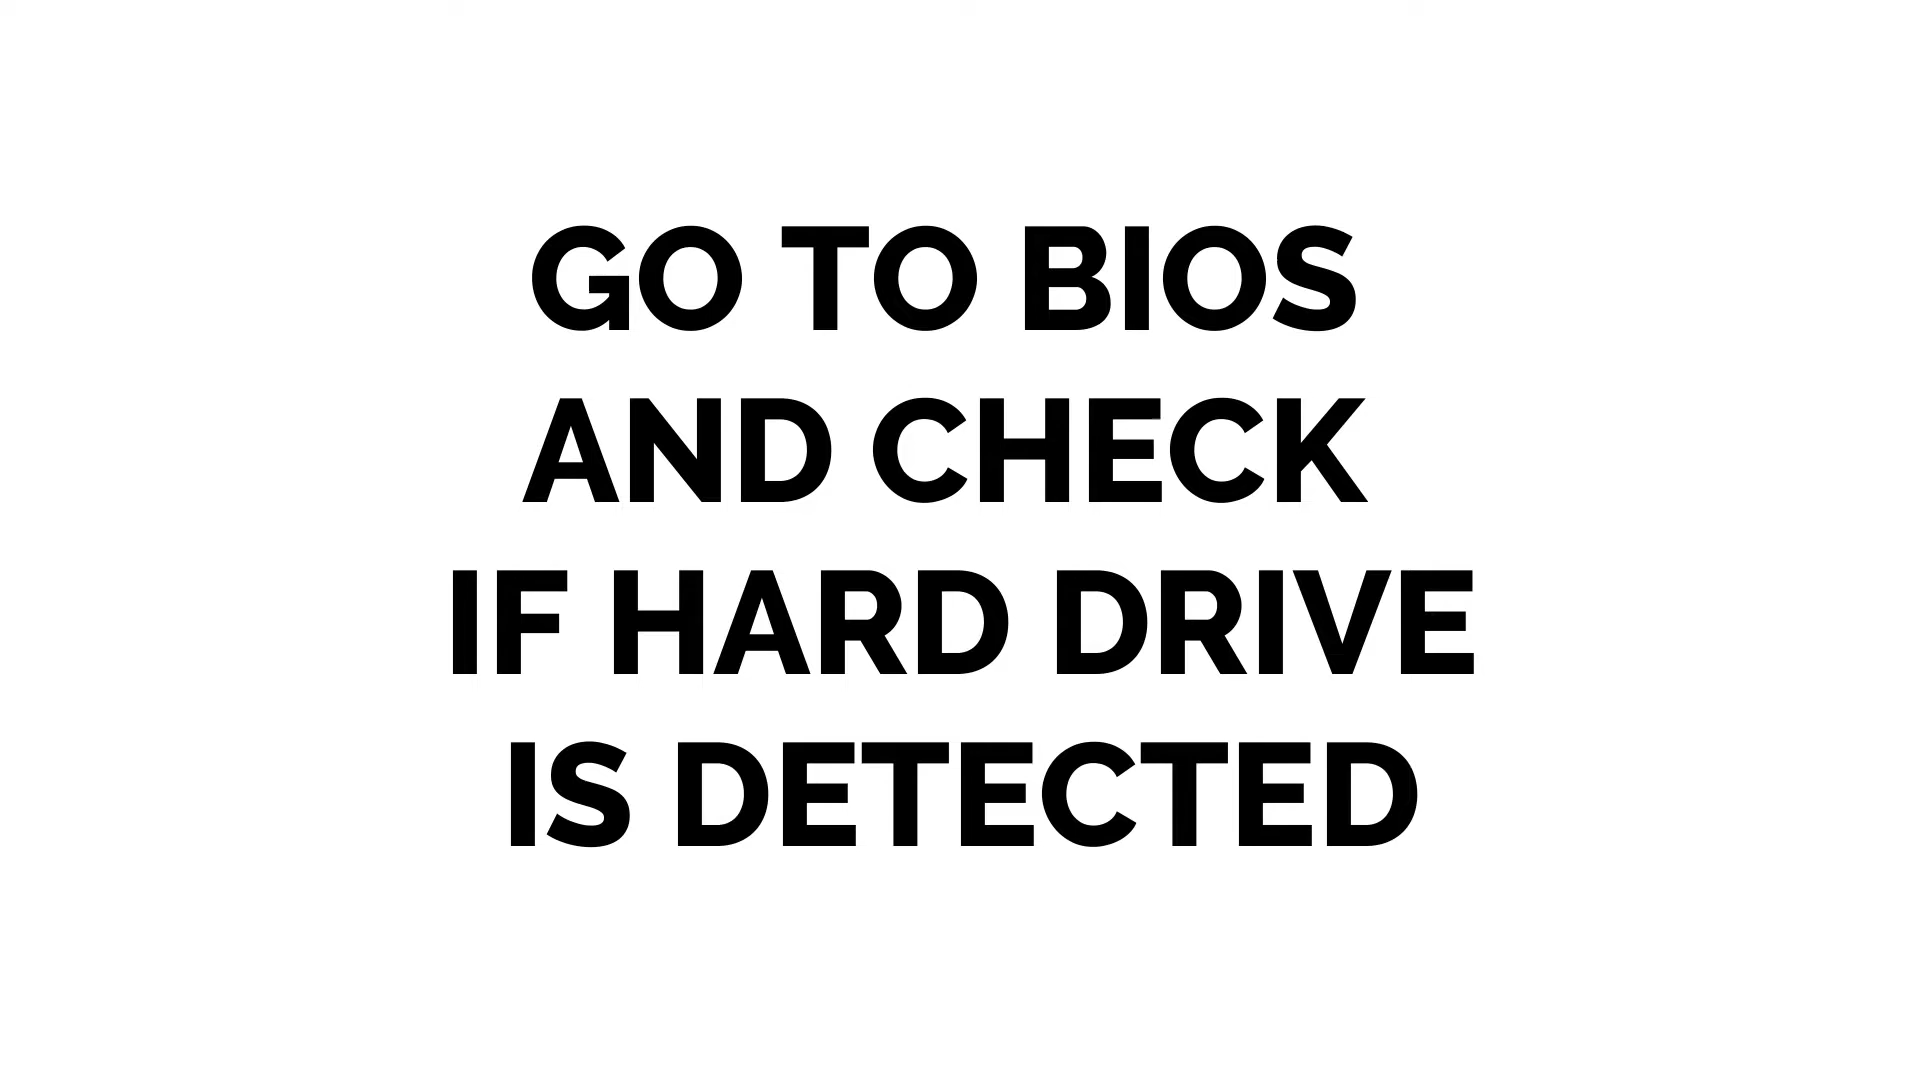 GO TO BIOS
AND CHECK
IF HARD DRIVE
IS DETECTED